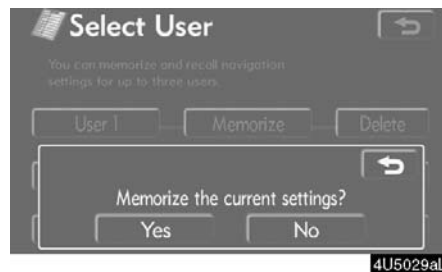 Select User
You can memorize and recall navigation
settings for up to three users.
User 1 Memorize Delete
Memorize the current settings?
Yes No
4U5029aL